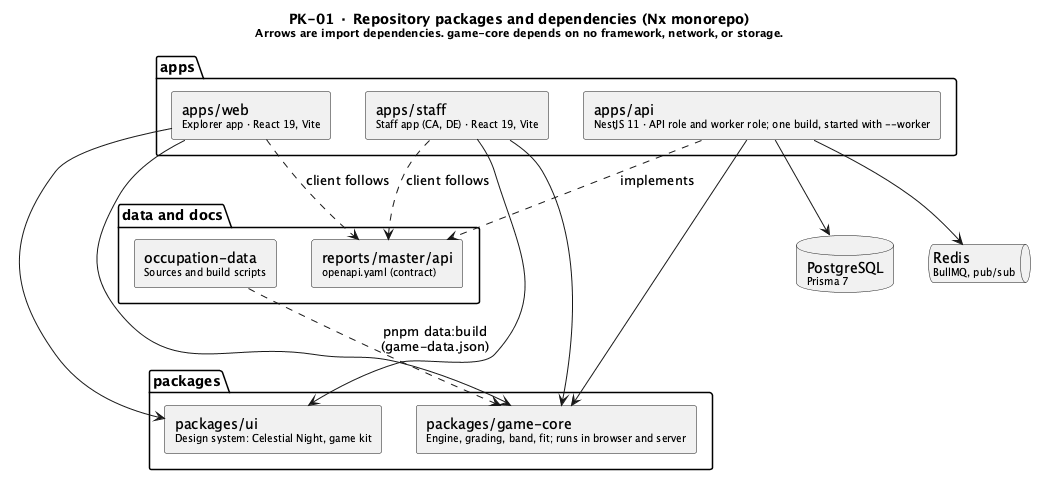 PK-01 · Repository packages and dependencies (Nx monorepo)
Arrows are import dependencies. game-core depends on no framework, network, or storage.
apps
apps/web
Explorer app · React 19, Vite
apps/staff
Staff app (CA, DE) · React 19, Vite
apps/api
NestJS 11 · API role and worker role; one build, started with --worker
client follows
client follows
implements
data and docs
occupation-data
Sources and build scripts
reports/master/api
openapi.yaml (contract)
PostgreSQL
Prisma 7
Redis
BullMQ, pub/sub
pnpm data:build
(game-data.json)
packages
packages/ui
Design system: Celestial Night, game kit
packages/game-core
Engine, grading, band, fit; runs in browser and server